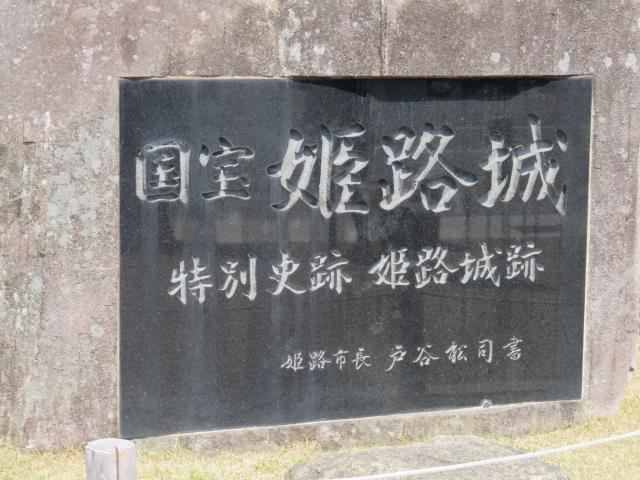 国宝 姫路城
特別史跡 姫路城跡
姫路市長 戸谷松司書